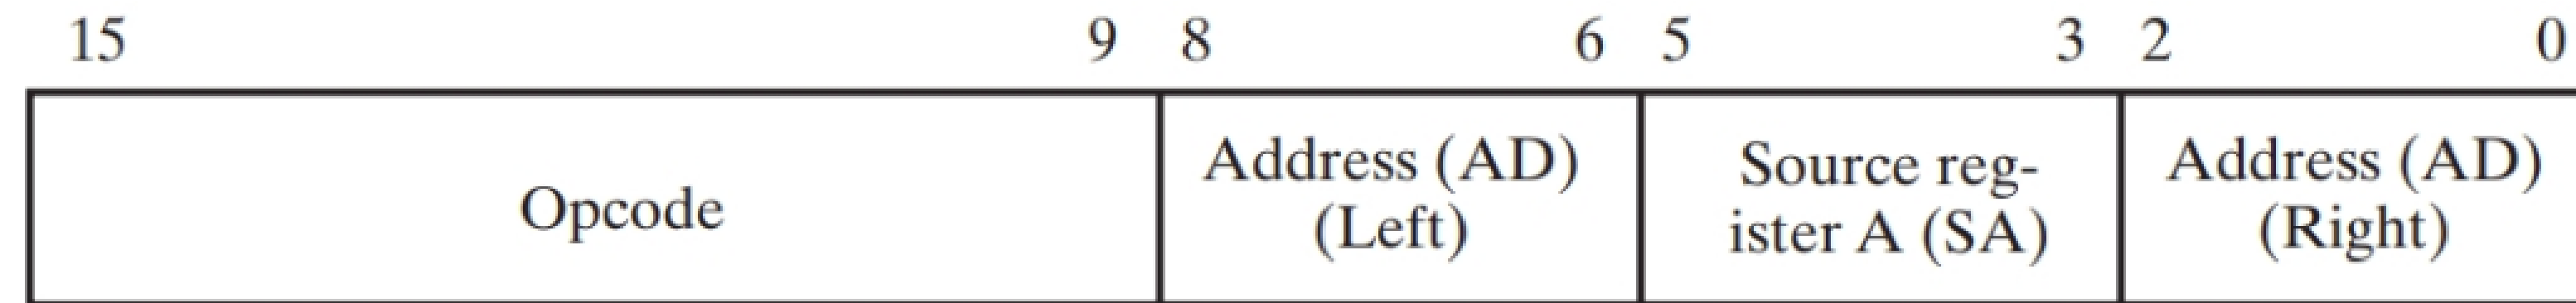 15 9 8 6 5 3 2 0
Opcode
Address (AD)
(Left)
Source reg-
ister A (SA)
Address (AD)
(Right)